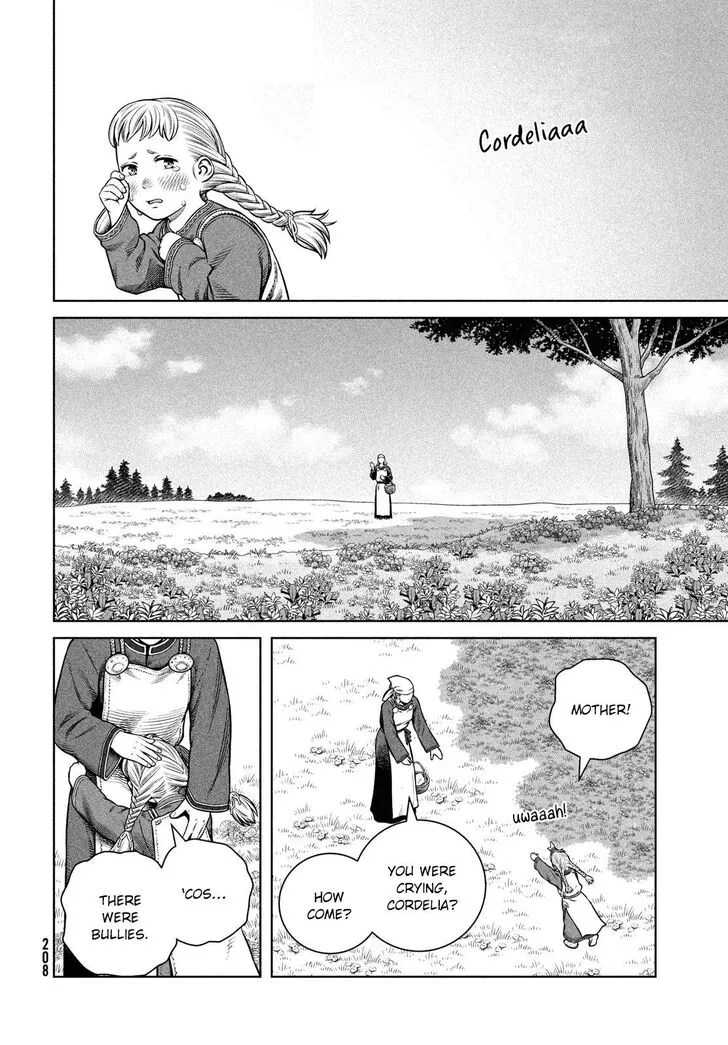 Cordeliaaa
MOTHER!
uwaaah!
YOU WERE
CRYING,
CORDELIA?
HOW
COME?
'COS...
THERE
WERE
BULLIES.
208